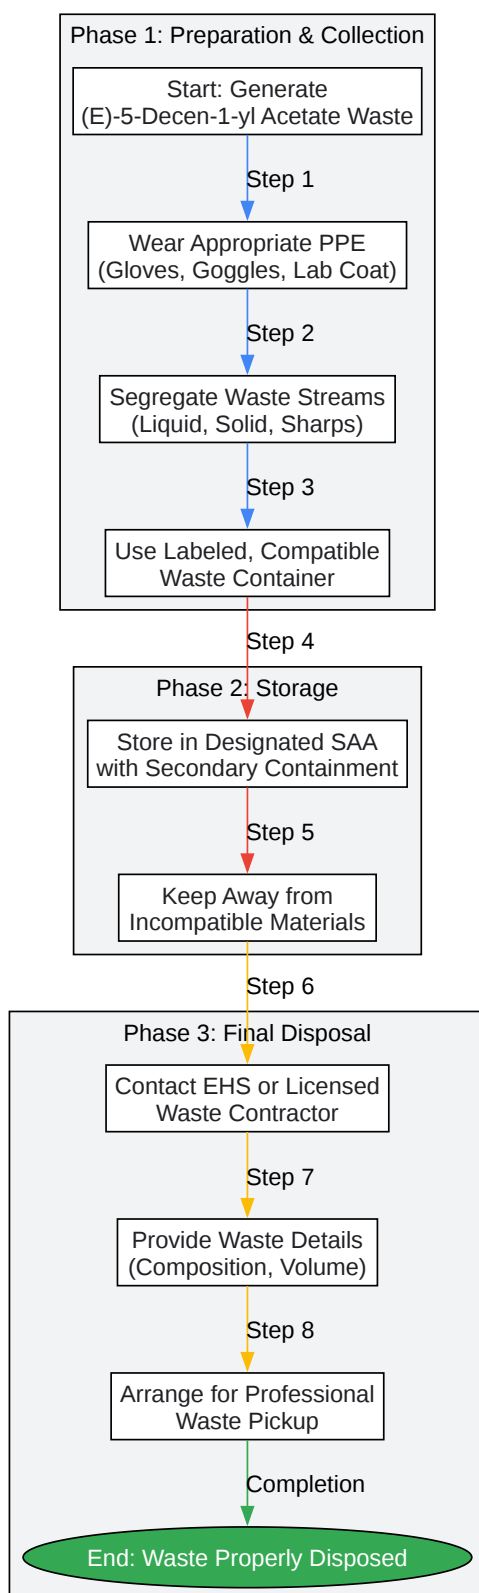 Phase 1: Preparation & Collection
Start: Generate
(E)-5-Decen-1-yl Acetate Waste
Step 1
Wear Appropriate PPE
(Gloves, Goggles, Lab Coat)
Step 2
Segregate Waste Streams
(Liquid, Solid, Sharps)
Step 3
Use Labeled, Compatible
Waste Container
Step 4
Phase 2: Storage
Store in Designated SAA
with Secondary Containment
Step 5
Keep Away from
Incompatible Materials
Step 6
Phase 3: Final Disposal
Contact EHS or Licensed
Waste Contractor
Step 7
Provide Waste Details
(Composition, Volume)
Step 8
Arrange for Professional
Waste Pickup
Completion
End: Waste Properly Disposed